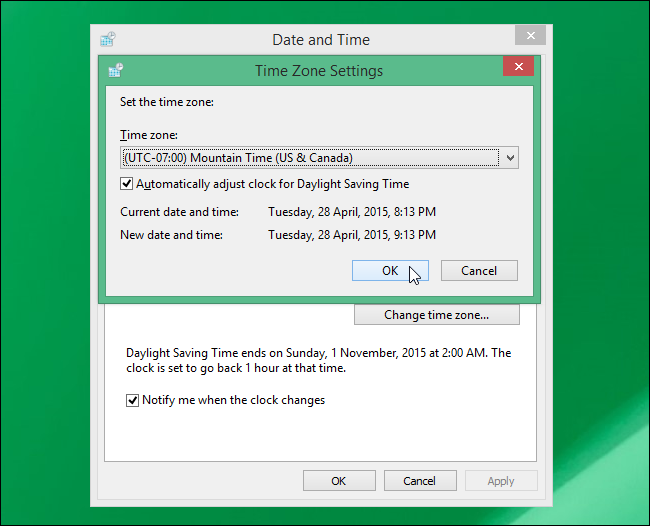 Date and Time
Time Zone Settings
Set the time zone:
Time zone:
(UTC-07:00) Mountain Time (US & Canada)
Automatically adjust clock for Daylight Saving Time
Current date and time: Tuesday, 28 April, 2015, 8:13 PM
New date and time: Tuesday, 28 April, 2015, 9:13 PM
OK Cancel
Change time zone...
Daylight Saving Time ends on Sunday, 1 November, 2015 at 2:00 AM. The
clock is set to go back 1 hour at that time.
Notify me when the clock changes
OK Cancel Apply